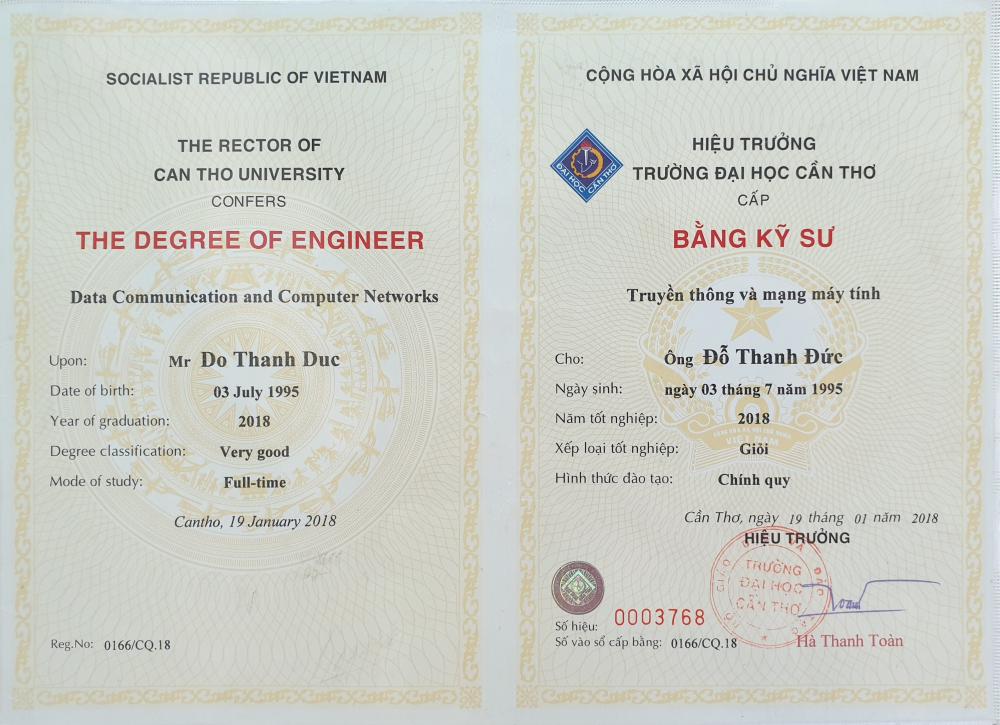 SOCIALIST REPUBLIC OF VIETNAM
THE RECTOR OF
CAN THO UNIVERSITY
CONFERS
THE DEGREE OF ENGINEER
Data Communication and Computer Networks
Upon: Mr Do Thanh Duc
Date of birth: 03 July 1995
Year of graduation: 2018
Degree classification: Very good
Mode of study: Full-time
Cantho, 19 January 2018
Reg.No: 0166/CQ.18
CỘNG HÒA XÃ HỘI CHỦ NGHĨA VIỆT NAM
ĐẠI HỌC CẦN THƠ
HIỆU TRƯỞNG
TRƯỜNG ĐẠI HỌC CẦN THƠ
CẤP
BẰNG KỸ SƯ
Truyền thông và mạng máy tính
Cho: Ông Đỗ Thanh Đức
Ngày sinh: ngày 03 tháng 7 năm 1995
Năm tốt nghiệp: 2018
VIỆT NAM
Xếp loại tốt nghiệp: Giỏi
Hình thức đào tạo: Chính quy
Cần Thơ, ngày 19 tháng 01 năm 2018
HIỆU TRƯỞNG
TRƯỜNG
ĐẠI HỌC
CẦN THƠ
Số hiệu: 0003768
Số vào sổ cấp bằng: 0166/CQ.18
Hà Thanh Toàn